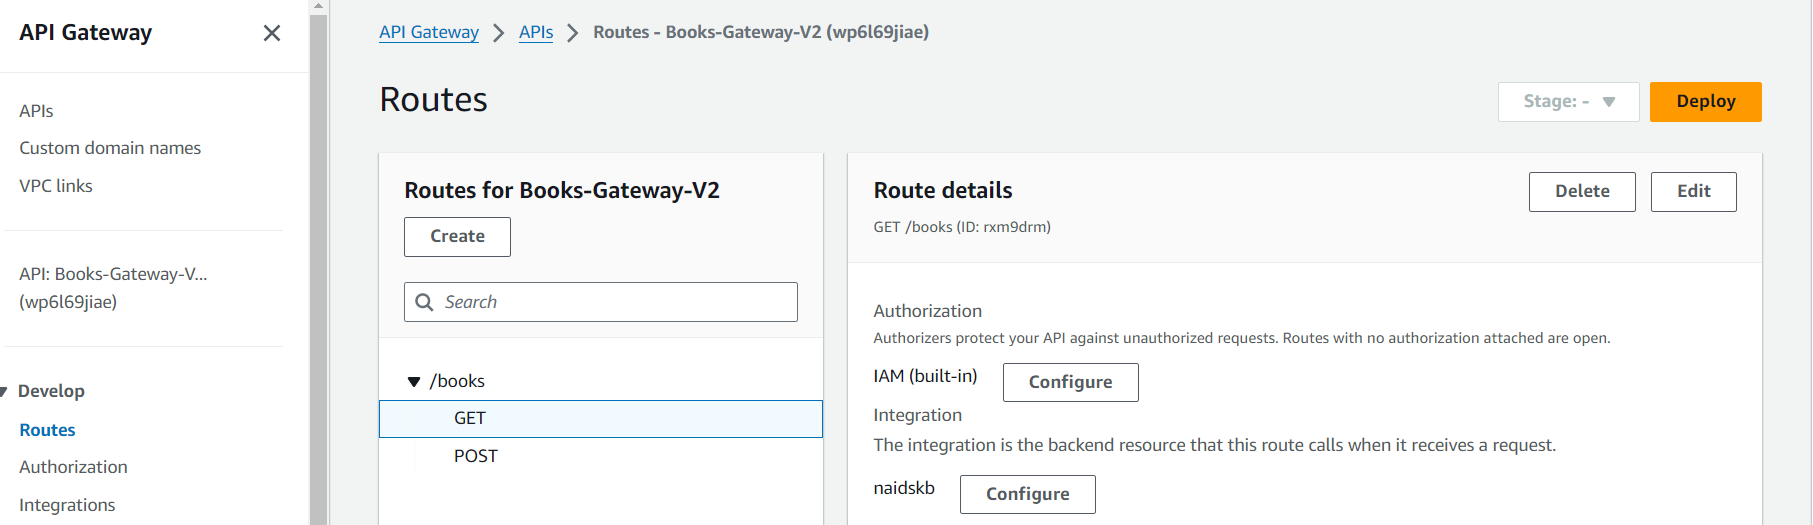 API Gateway
APIs
Custom domain names
VPC links
API: Books-Gateway-V...
(wp6l69jiae)
Develop
Routes
Authorization
Integrations
API Gateway > APIs > Routes - Books-Gateway-V2 (wp6l69jiae)
Routes
Stage: -
Deploy
Routes for Books-Gateway-V2
Create
Search
/books
GET
POST
Route details
Delete
Edit
GET /books (ID: rxm9drm)
Authorization
Authorizers protect your API against unauthorized requests. Routes with no authorization attached are open.
IAM (built-in)
Configure
Integration
The integration is the backend resource that this route calls when it receives a request.
naidskb
Configure